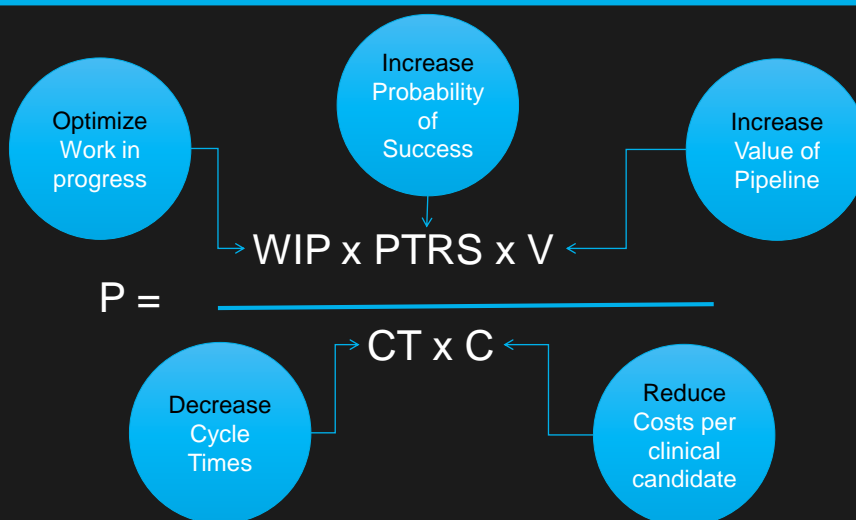 Increase
Probability
of
Success
Optimize
Work in
progress
Increase
Value of
Pipeline
WIP x PTRS x V
P =
CT x C
Decrease
Cycle
Times
Reduce
Costs per
clinical
candidate